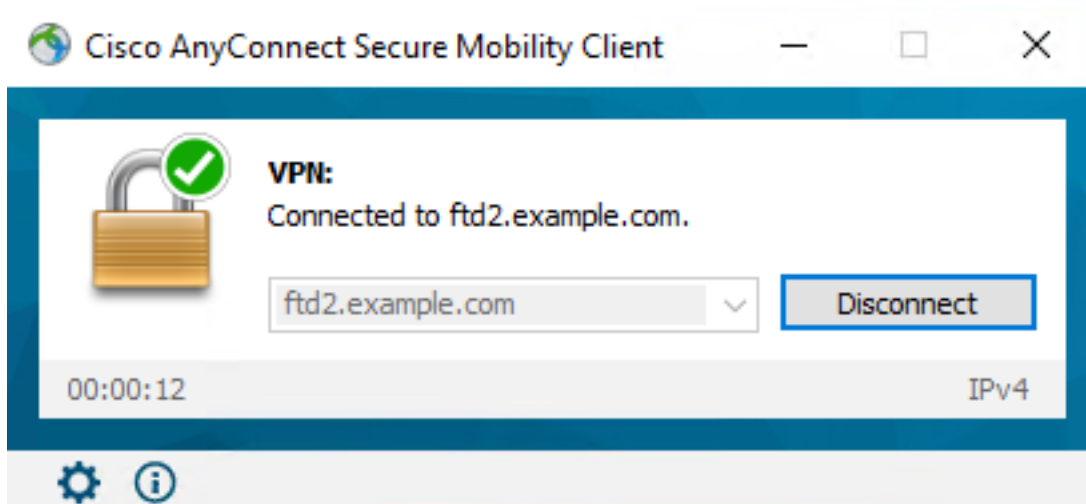 Cisco AnyConnect Secure Mobility Client
VPN:
Connected to ftd2.example.com.
ftd2.example.com
Disconnect
00:00:12
IPv4